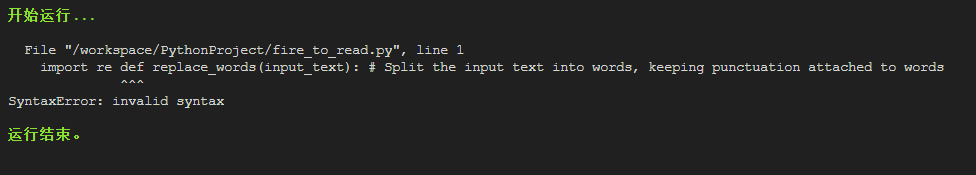 开始运行...
File "/workspace/PythonProject/fire_to_read.py", line 1
import re def replace_words(input_text): # Split the input text into words, keeping punctuation attached to words
^^^
SyntaxError: invalid syntax
运行结束。